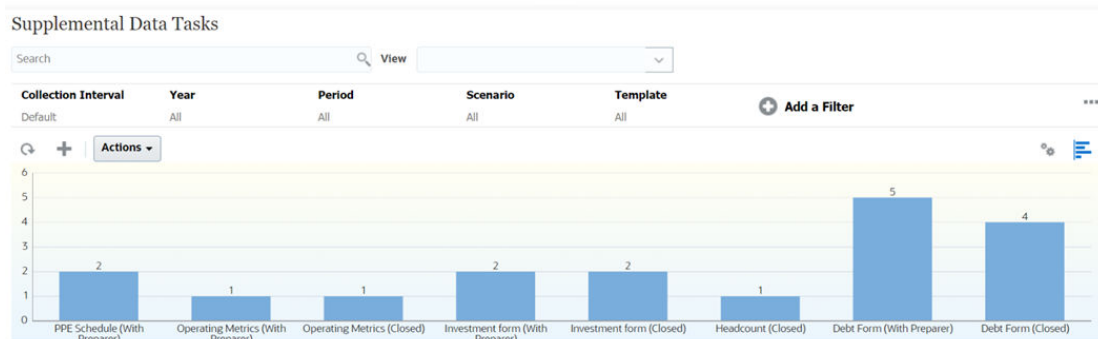 Supplemental Data Tasks
Search View
Collection Interval Year Period Scenario Template Add a Filter
Default All All All All
Actions
6
5
4
3
2
1
0
2 1 1 2 2 1 5 4
PPE Schedule (With Preparer)
Operating Metrics (With Preparer)
Operating Metrics (Closed)
Investment form (With Preparer)
Investment form (Closed)
Headcount (Closed)
Debt Form (With Preparer)
Debt Form (Closed)